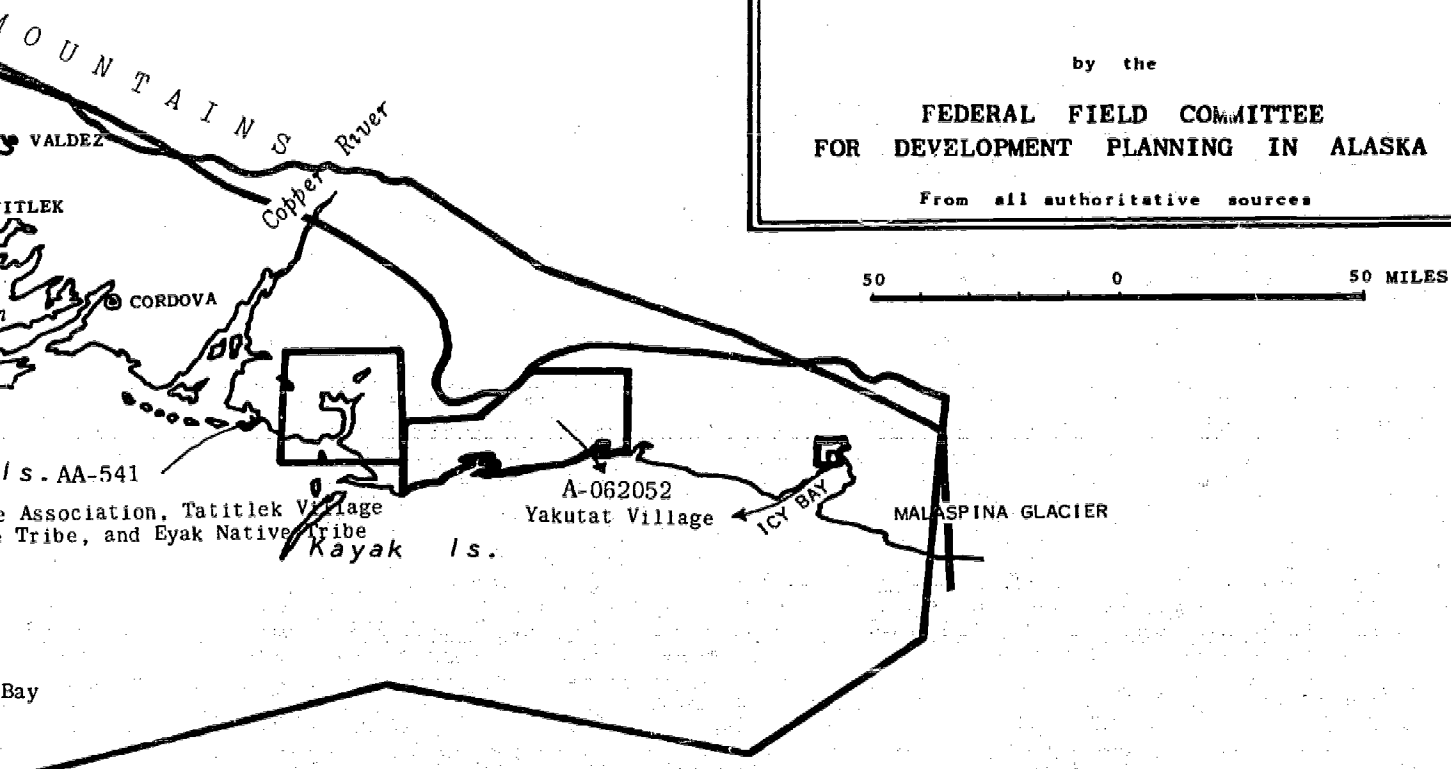 MOUNTAINS
by the
FEDERAL FIELD COMMITTEE
FOR DEVELOPMENT PLANNING IN ALASKA
From all authoritative sources
50 0 50 MILES
VALDEZ
Copper River
ITLEK
CORDOVA
Is. AA-541
Association, Tatitlek Village
Tribe, and Eyak Native Tribe
Kayak Is.
A-062052
Yakutat Village
ICY BAY
MALASPINA GLACIER
Bay